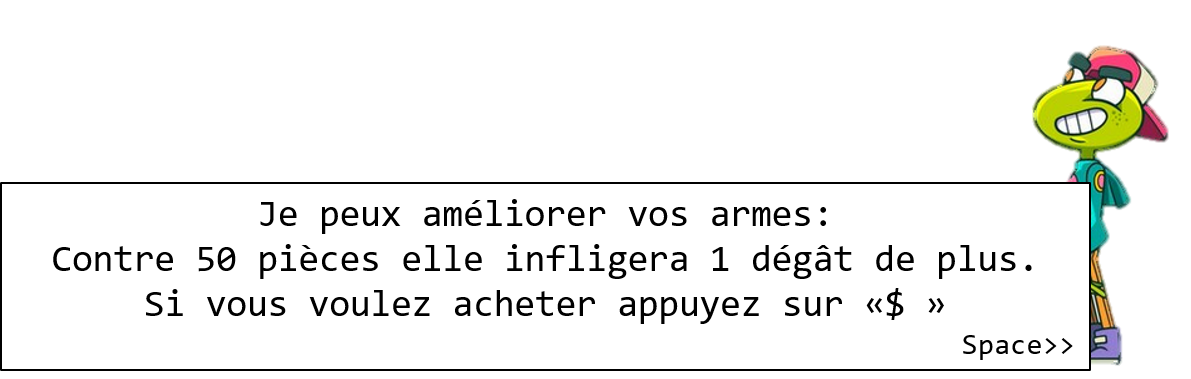 Je peux améliorer vos armes:
Contre 50 pièces elle infligera 1 dégât de plus.
Si vous voulez acheter appuyez sur «$ »
Space>>